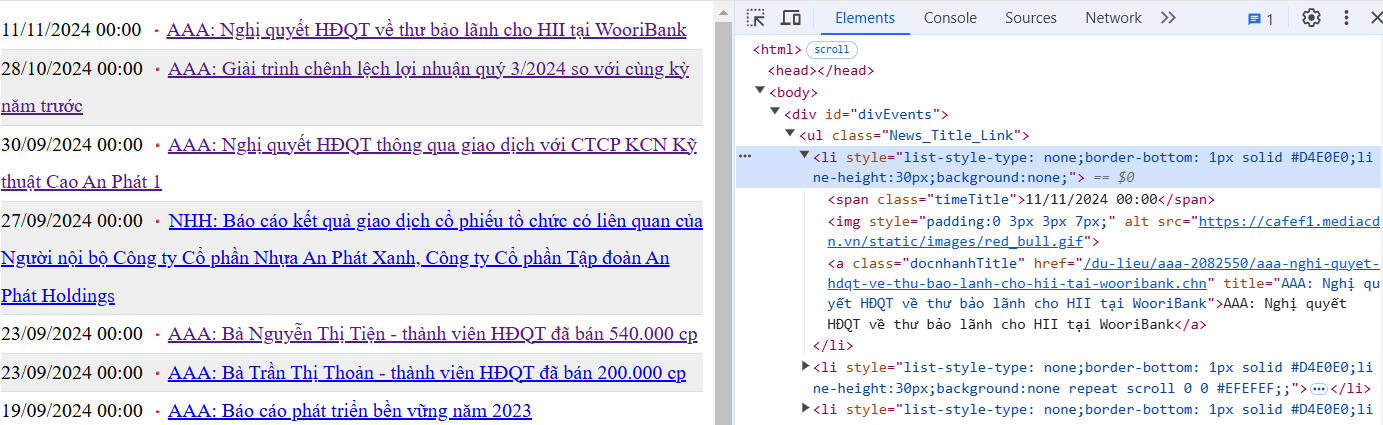 11/11/2024 00:00 AAA: Nghị quyết HĐQT về thư bảo lãnh cho HII tại WooriBank
28/10/2024 00:00 AAA: Giải trình chênh lệch lợi nhuận quý 3/2024 so với cùng kỳ
năm trước
30/09/2024 00:00 AAA: Nghị quyết HĐQT thông qua giao dịch với CTCP KCN Kỹ
thuật Cao An Phát 1
27/09/2024 00:00 NHH: Báo cáo kết quả giao dịch cổ phiếu tổ chức có liên quan của
Người nội bộ Công ty Cổ phần Nhựa An Phát Xanh, Công ty Cổ phần Tập đoàn An
Phát Holdings
23/09/2024 00:00 AAA: Bà Nguyễn Thị Tiện - thành viên HĐQT đã bán 540.000 cp
23/09/2024 00:00 AAA: Bà Trần Thị Thoản - thành viên HĐQT đã bán 200.000 cp
19/09/2024 00:00 AAA: Báo cáo phát triển bền vững năm 2023
Elements Console Sources Network 1
<html> scroll
<head></head>
<body>
<div id="divEvents">
<ul class="News_Title_Link">
<li style="list-style-type: none;border-bottom: 1px solid #D4E0E0;li
ne-height:30px;background:none;"> == $0
<span class="timeTitle">11/11/2024 00:00</span>
<img style="padding:0 3px 3px 7px;" alt src="https://cafef1.mediacd
n.vn/static/images/red_bull.gif">
<a class="docnhanhTitle" href="/du-lieu/aaa-2082550/aaa-nghi-quyet-
hdqt-ve-thu-bao-lanh-cho-hii-tai-wooribank.chn" title="AAA: Nghị qu
yết HĐQT về thư bảo lãnh cho HII tại WooriBank">AAA: Nghị quyết
HĐQT về thư bảo lãnh cho HII tại WooriBank</a>
</li>
<li style="list-style-type: none;border-bottom: 1px solid #D4E0E0;li
ne-height:30px;background:none repeat scroll 0 0 #EFEFEF;;">…</li>
<li style="list-style-type: none;border-bottom: 1px solid #D4E0E0;li